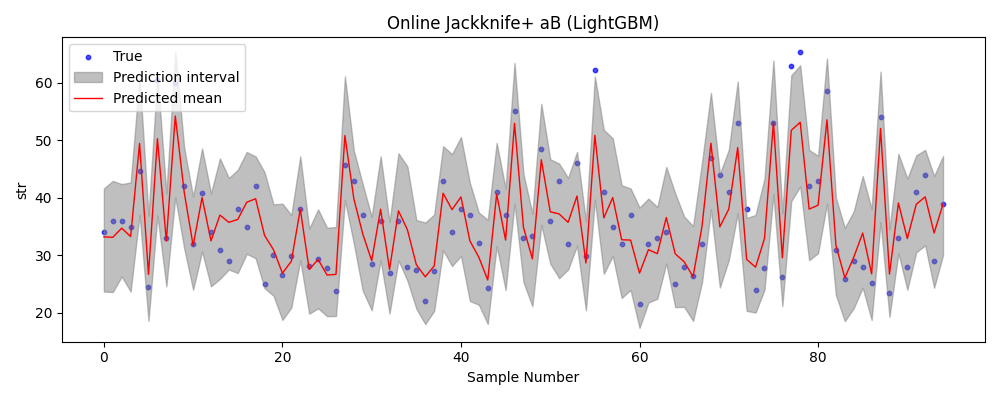 Online Jackknife+ aB (LightGBM)
True
Prediction interval
Predicted mean
str
60
50
40
30
20
0
20
40
60
80
Sample Number